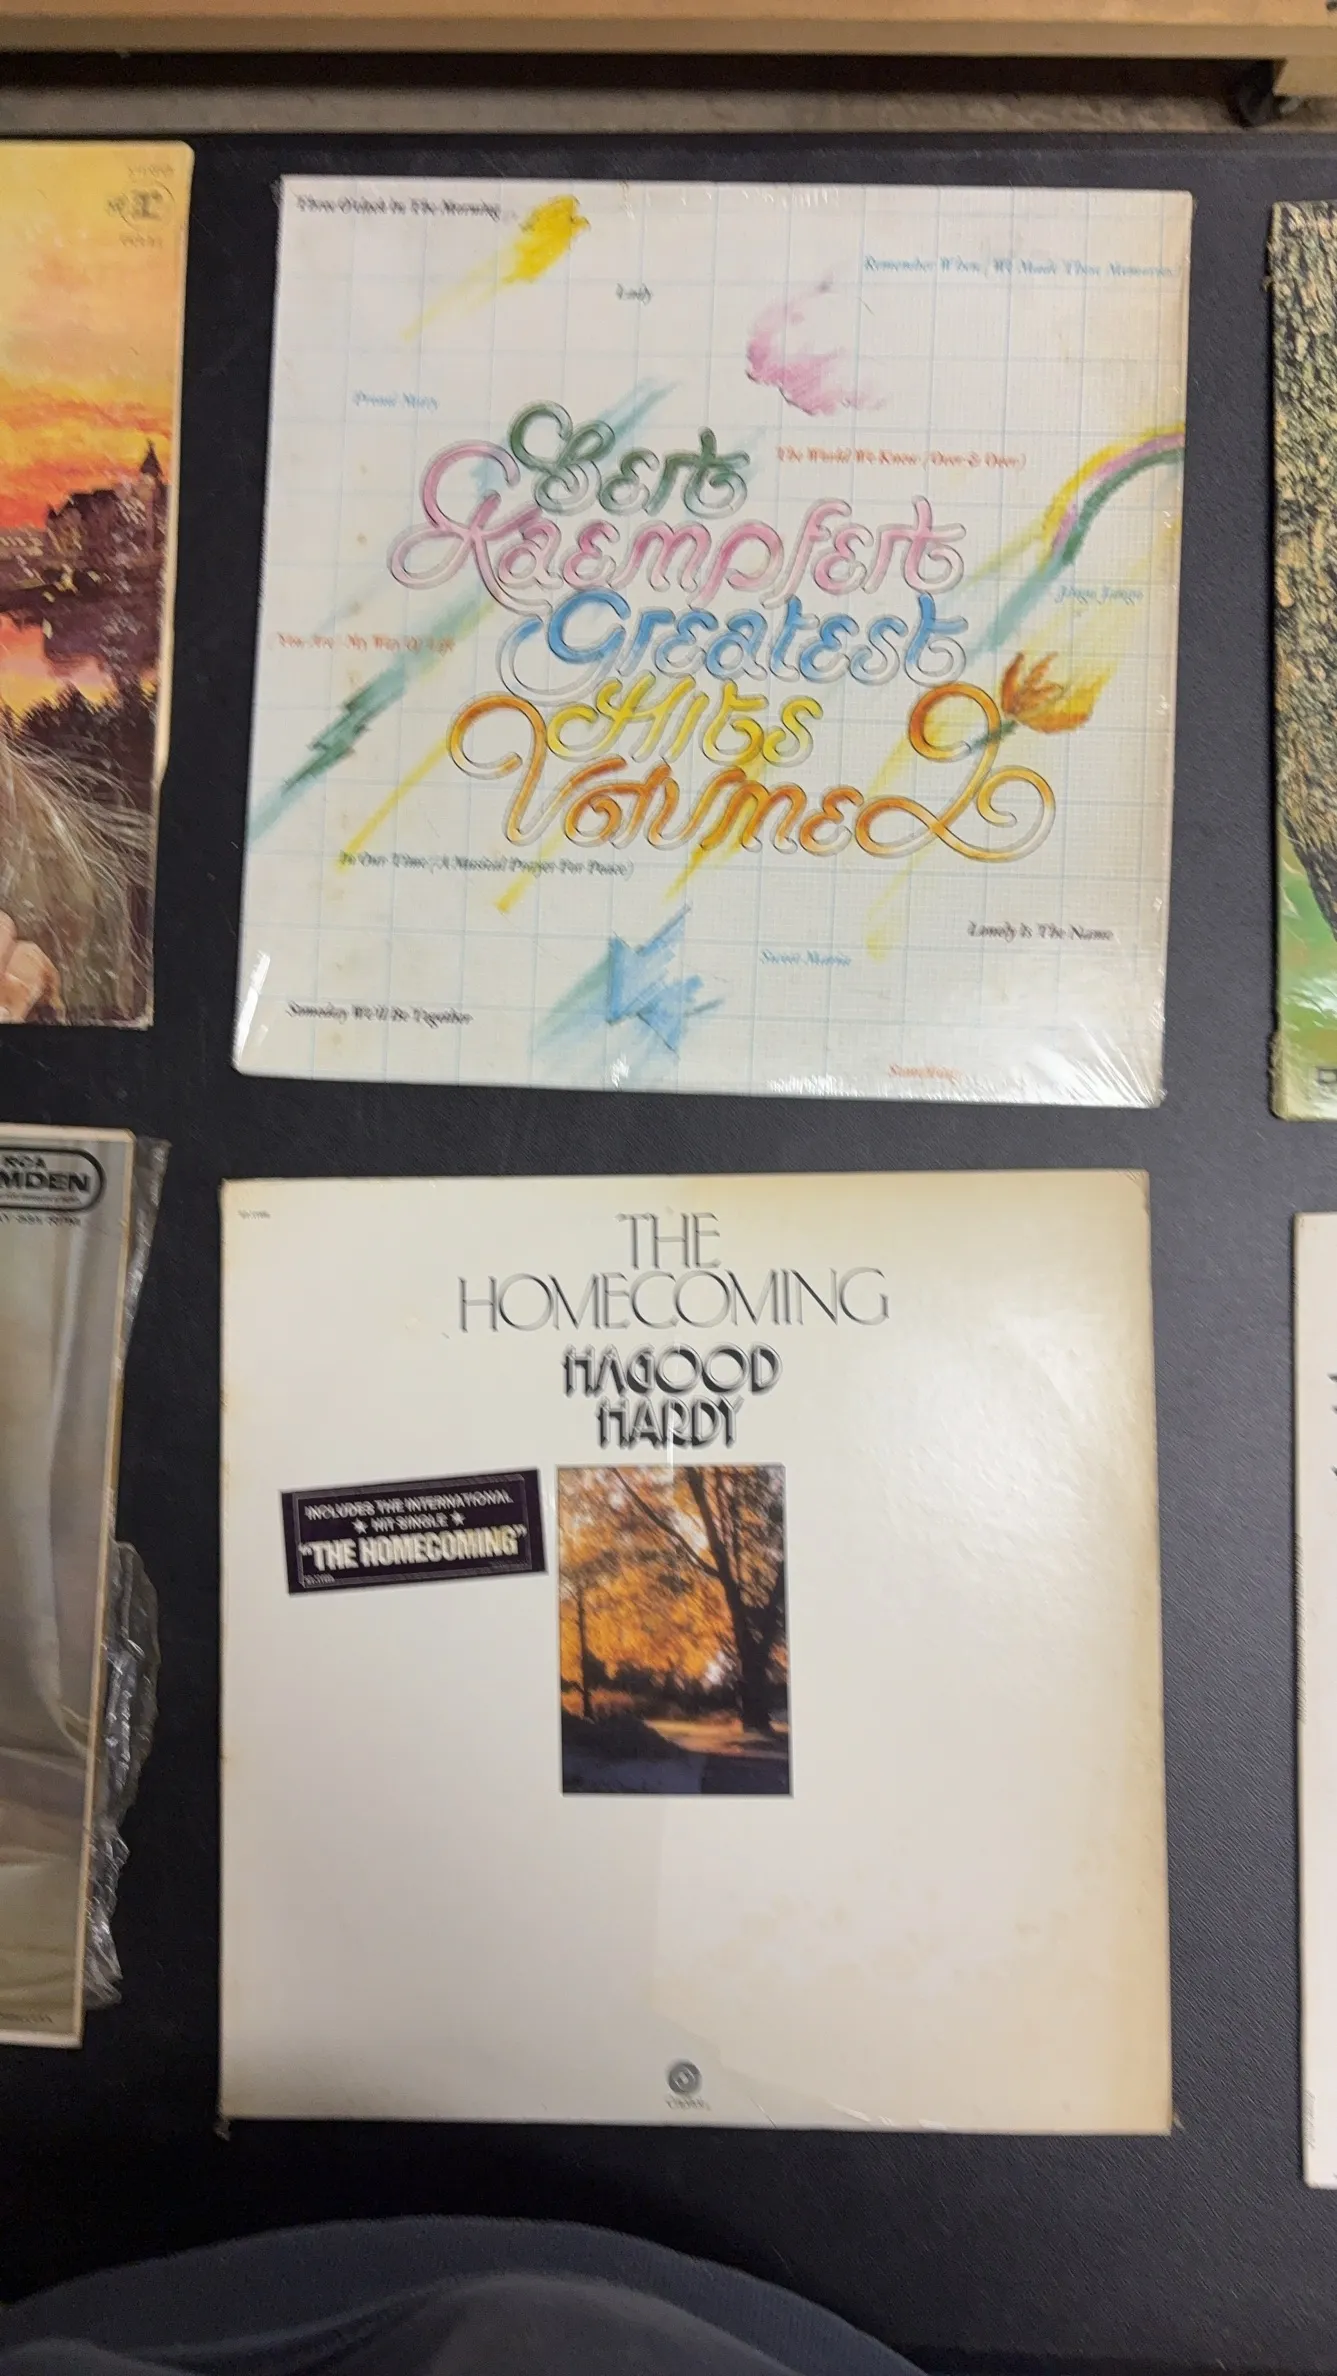 Three O'Clock In The Morning
Remember When (We Made These Memories)
Lady
Proud Mary
The World We Knew (Over & Over)
Bert
Kaempfert
Greatest
Hits
Volume 2
You Are My Way Of Life
In Our Time (A Musical Prayer For Peace)
Lonely Is The Name
Sweet Maria
Someday We'll Be Together
Something
RCA
MDEN
THE
HOMECOMING
HAGOOD
HARDY
INCLUDES THE INTERNATIONAL
★ HIT SINGLE ★
"THE HOMECOMING"